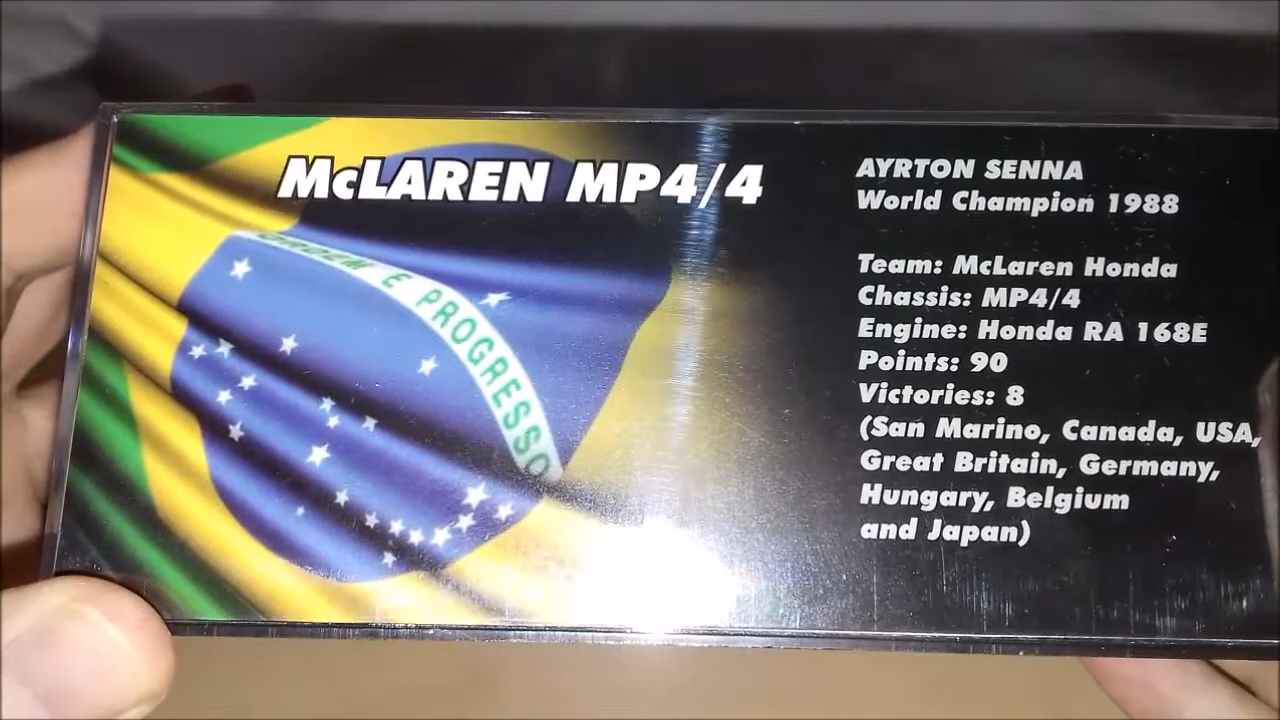 McLAREN MP4/4
ORDEM E PROGRESSO
AYRTON SENNA
World Champion 1988
Team: McLaren Honda
Chassis: MP4/4
Engine: Honda RA 168E
Points: 90
Victories: 8
(San Marino, Canada, USA,
Great Britain, Germany,
Hungary, Belgium
and Japan)